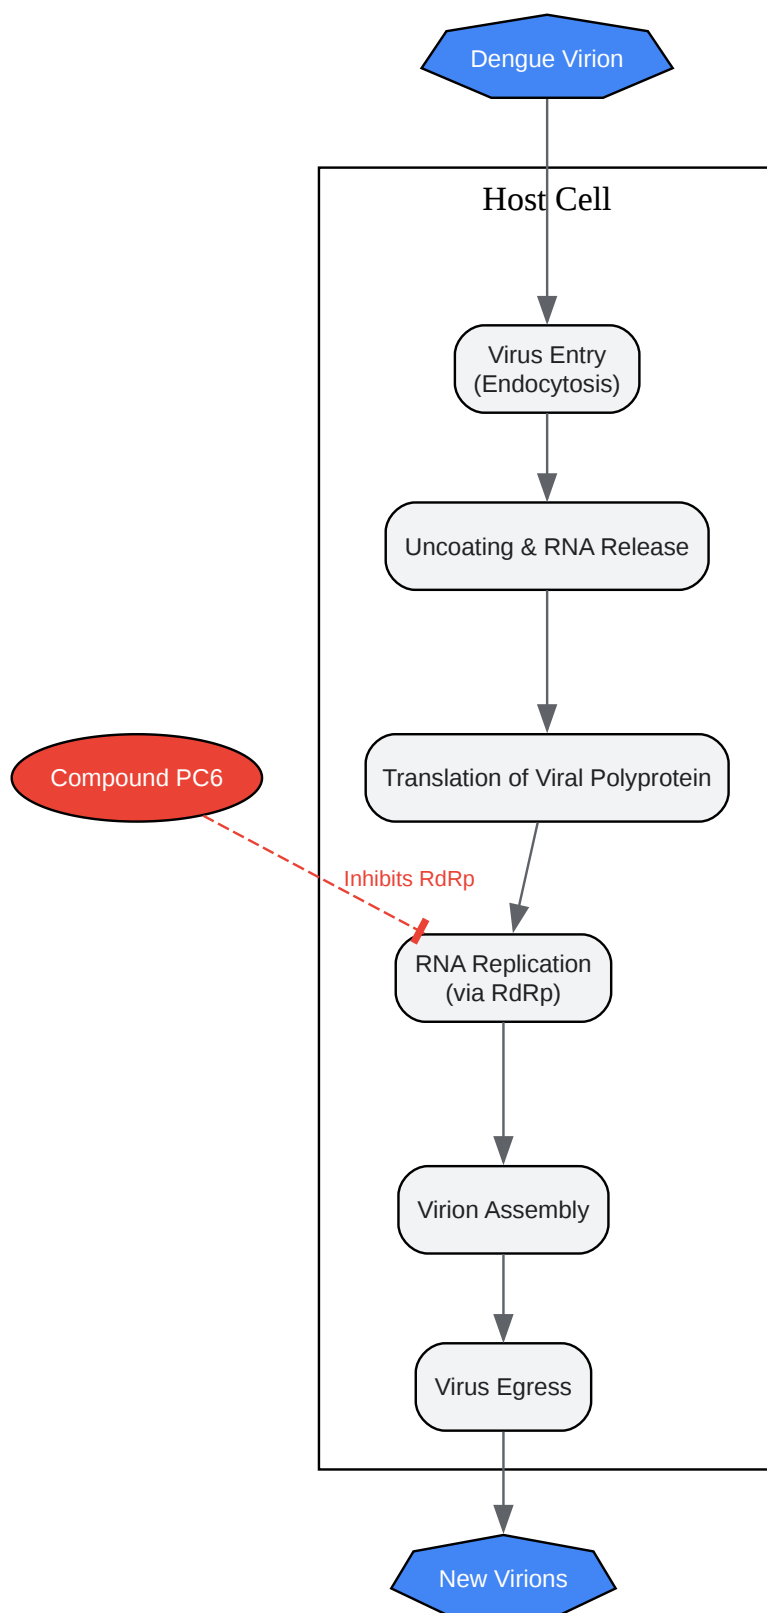 Dengue Virion
Host Cell
Virus Entry
(Endocytosis)
Uncoating & RNA Release
Translation of Viral Polyprotein
Compound PC6
Inhibits RdRp
RNA Replication
(via RdRp)
Virion Assembly
Virus Egress
New Virions